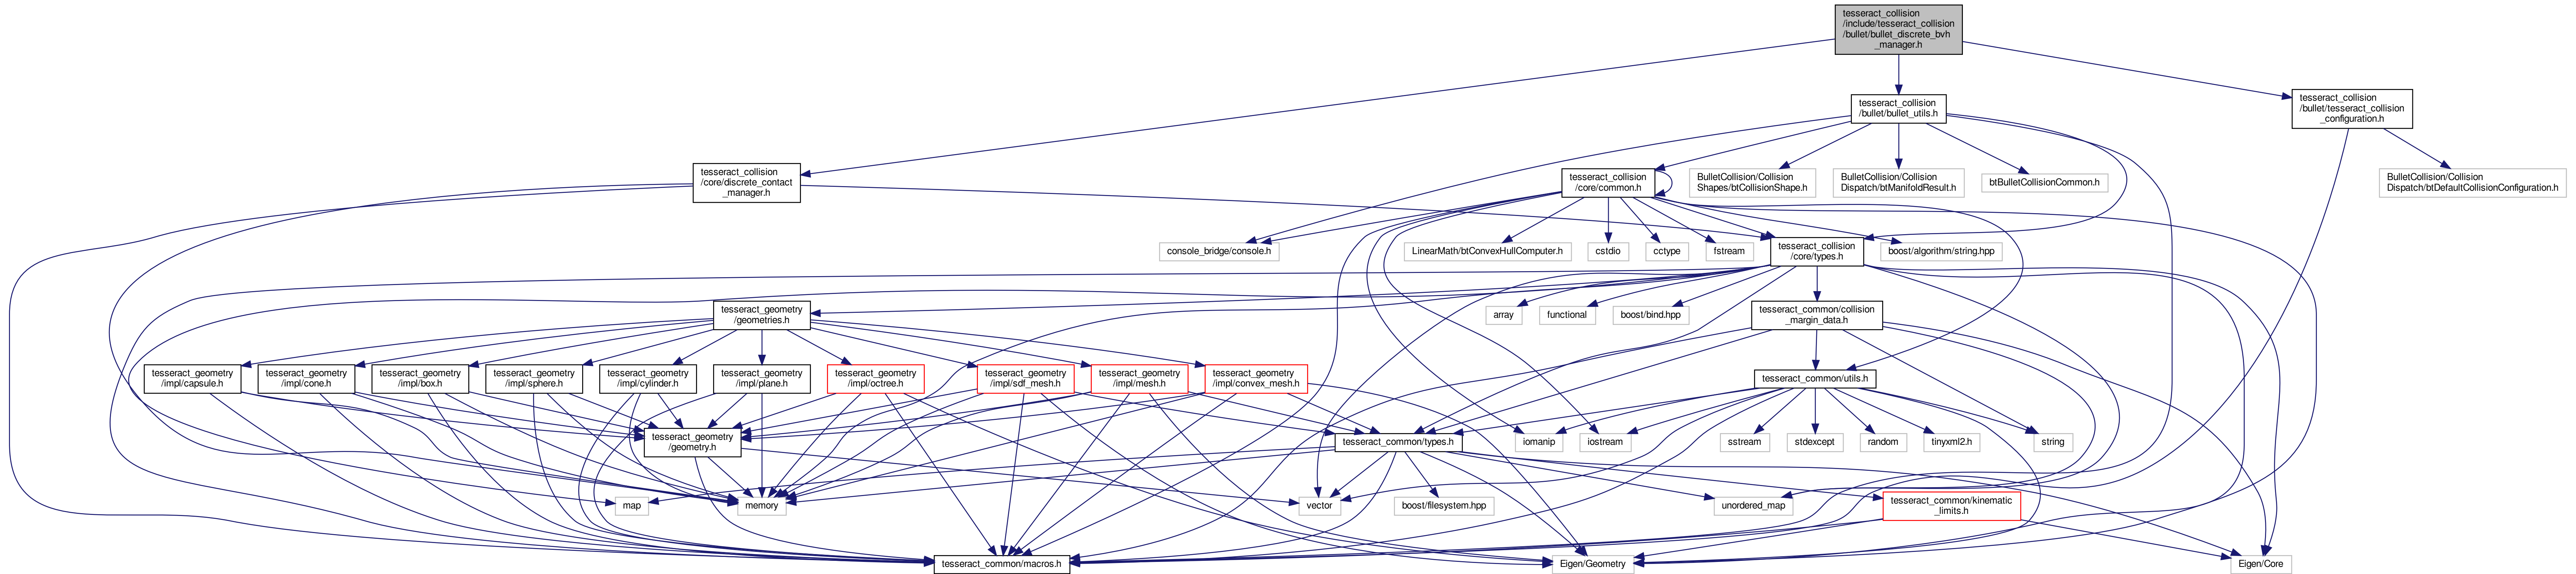 tesseract_collision
/include/tesseract_collision
/bullet/bullet_discrete_bvh
_manager.h
tesseract_collision
/bullet/bullet_utils.h
tesseract_collision
/bullet/tesseract_collision
_configuration.h
tesseract_collision
/core/discrete_contact
_manager.h
tesseract_collision
/core/common.h
BulletCollision/Collision
Shapes/btCollisionShape.h
BulletCollision/Collision
Dispatch/btManifoldResult.h
btBulletCollisionCommon.h
BulletCollision/Collision
Dispatch/btDefaultCollisionConfiguration.h
console_bridge/console.h
LinearMath/btConvexHullComputer.h
cstdio
cctype
fstream
tesseract_collision
/core/types.h
boost/algorithm/string.hpp
tesseract_geometry
/geometries.h
array
functional
boost/bind.hpp
tesseract_common/collision
_margin_data.h
tesseract_geometry
/impl/capsule.h
tesseract_geometry
/impl/cone.h
tesseract_geometry
/impl/box.h
tesseract_geometry
/impl/sphere.h
tesseract_geometry
/impl/cylinder.h
tesseract_geometry
/impl/plane.h
tesseract_geometry
/impl/octree.h
tesseract_geometry
/impl/sdf_mesh.h
tesseract_geometry
/impl/mesh.h
tesseract_geometry
/impl/convex_mesh.h
tesseract_common/utils.h
tesseract_geometry
/geometry.h
tesseract_common/types.h
iomanip
iostream
sstream
stdexcept
random
tinyxml2.h
string
map
memory
vector
boost/filesystem.hpp
unordered_map
tesseract_common/kinematic
_limits.h
tesseract_common/macros.h
Eigen/Geometry
Eigen/Core